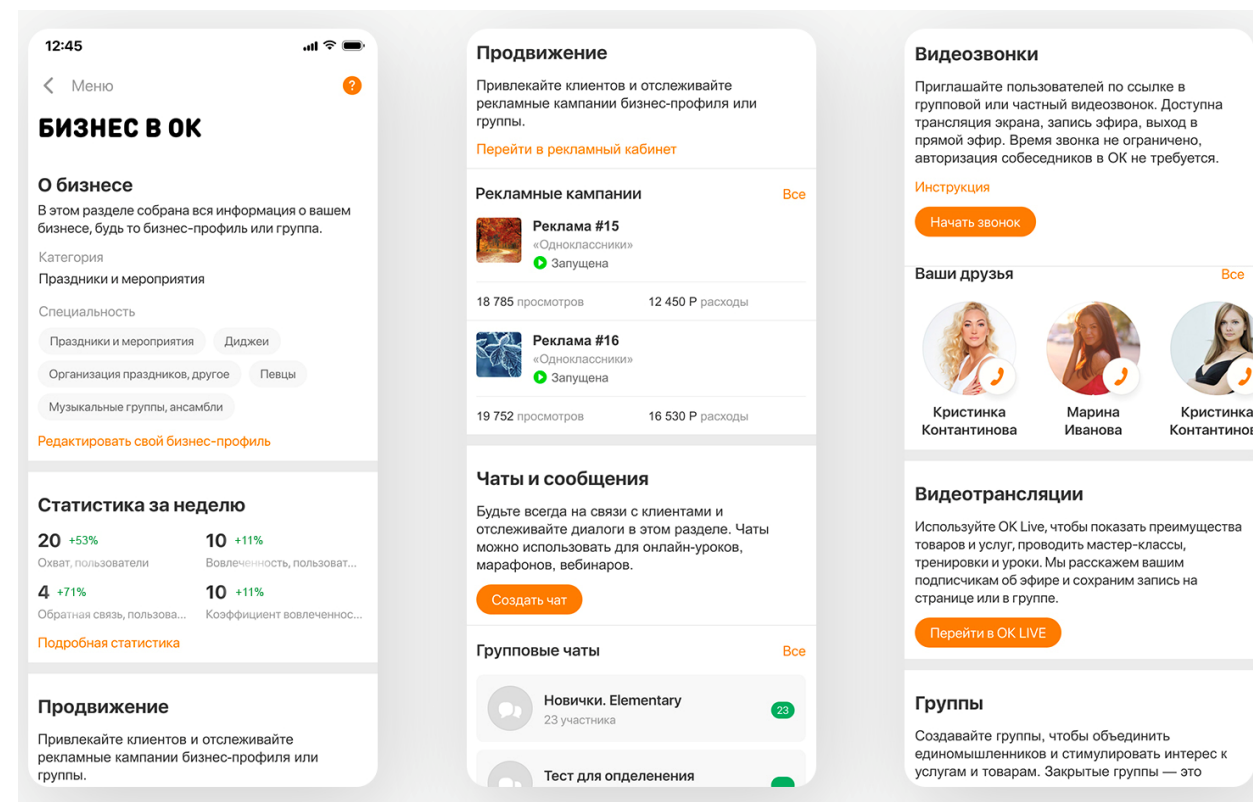 12:45
Меню
?
БИЗНЕС В ОК
О бизнесе
В этом разделе собрана вся информация о вашем
бизнесе, будь то бизнес-профиль или группа.
Категория
Праздники и мероприятия
Специальность
Праздники и мероприятия
Диджеи
Организация праздников, другое
Певцы
Музыкальные группы, ансамбли
Редактировать свой бизнес-профиль
Статистика за неделю
20 +53%
10 +11%
Охват, пользователи
Вовлеченность, пользоват...
4 +71%
10 +11%
Обратная связь, пользова...
Коэффициент вовлеченнос...
Подробная статистика
Продвижение
Привлекайте клиентов и отслеживайте
рекламные кампании бизнес-профиля или
группы.
Продвижение
Привлекайте клиентов и отслеживайте
рекламные кампании бизнес-профиля или
группы.
Перейти в рекламный кабинет
Рекламные кампании
Все
Реклама #15
«Одноклассники»
Запущена
18 785 просмотров
12 450 Р расходы
Реклама #16
«Одноклассники»
Запущена
19 752 просмотров
16 530 Р расходы
Чаты и сообщения
Будьте всегда на связи с клиентами и
отслеживайте диалоги в этом разделе. Чаты
можно использовать для онлайн-уроков,
марафонов, вебинаров.
Создать чат
Групповые чаты
Все
Новички. Elementary
23 участника
23
Тест для опделенения
Видеозвонки
Приглашайте пользователей по ссылке в
групповой или частный видеозвонок. Доступна
трансляция экрана, запись эфира, выход в
прямой эфир. Время звонка не ограничено,
авторизация собеседников в ОК не требуется.
Инструкция
Начать звонок
Ваши друзья
Все
Кристинка
Контантинова
Марина
Иванова
Кристинка
Контантинов
Видеотрансляции
Используйте OK Live, чтобы показать преимущества
товаров и услуг, проводить мастер-классы,
тренировки и уроки. Мы расскажем вашим
подписчикам об эфире и сохраним запись на
странице или в группе.
Перейти в OK LIVE
Группы
Создавайте группы, чтобы объединить
единомышленников и стимулировать интерес к
услугам и товарам. Закрытые группы — это